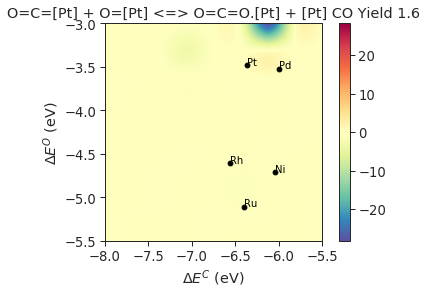 O=C=[Pt] + O=[Pt] <=> O=C=O.[Pt] + [Pt] CO Yield 1.6
−3.0
−3.5
−4.0
−4.5
−5.0
−5.5
ΔE^O (eV)
Pt
Pd
Rh
Ni
Ru
−8.0 −7.5 −7.0 −6.5 −6.0 −5.5
ΔE^C (eV)
20
10
0
−10
−20